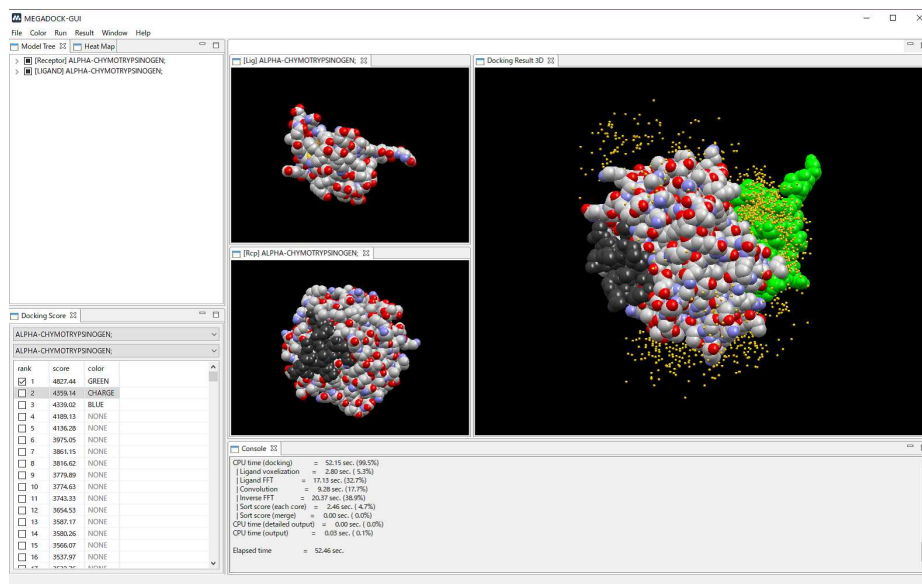 MEGADOCK-GUI
File Color Run Result Window Help
Model Tree Heat Map
[Receptor] ALPHA-CHYMOTRYPSINOGEN;
[LIGAND] ALPHA-CHYMOTRYPSINOGEN;
[Lig] ALPHA-CHYMOTRYPSINOGEN;
[Rcp] ALPHA-CHYMOTRYPSINOGEN;
Docking Result 3D
Docking Score
ALPHA-CHYMOTRYPSINOGEN;
ALPHA-CHYMOTRYPSINOGEN;
rank score color
1 4827.44 GREEN
2 4359.14 CHARGE
3 4339.02 BLUE
4 4189.13 NONE
5 4136.28 NONE
6 3975.05 NONE
7 3861.15 NONE
8 3816.62 NONE
9 3779.89 NONE
10 3774.63 NONE
11 3743.33 NONE
12 3654.53 NONE
13 3587.17 NONE
14 3580.26 NONE
15 3566.07 NONE
16 3537.97 NONE
Console
CPU time (docking) = 52.15 sec. (99.5%)
| Ligand voxelization = 2.80 sec. ( 5.3%)
| Ligand FFT = 17.13 sec. (32.7%)
| Convolution = 9.28 sec. (17.7%)
| Inverse FFT = 20.37 sec. (38.9%)
| Sort score (each core) = 2.46 sec. ( 4.7%)
| Sort score (merge) = 0.00 sec. ( 0.0%)
CPU time (detailed output) = 0.00 sec. ( 0.0%)
CPU time (output) = 0.03 sec. ( 0.1%)
Elapsed time = 52.46 sec.